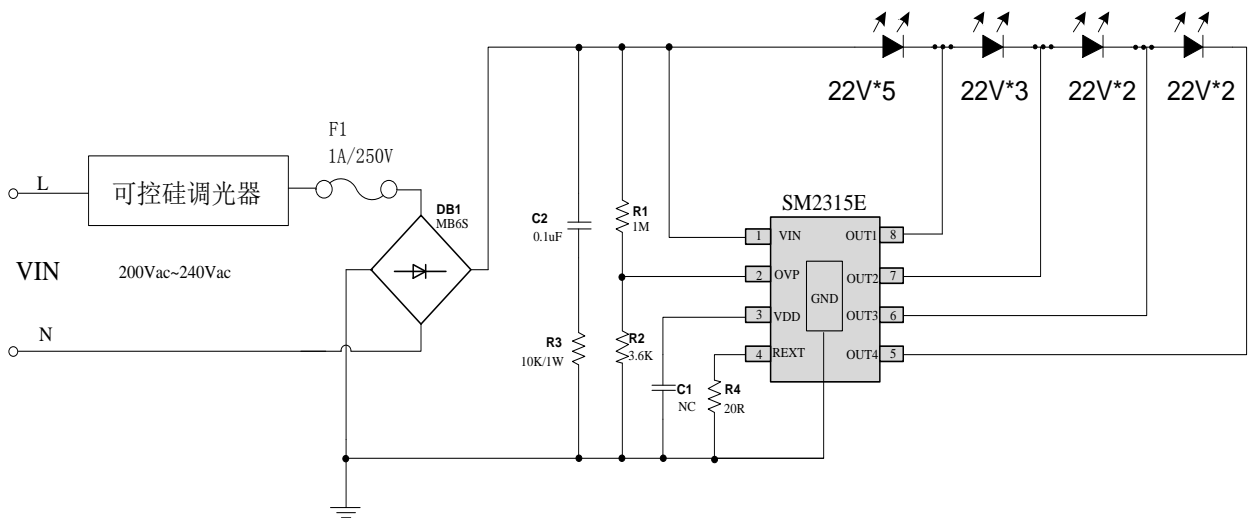 22V*5
22V*3
22V*2
22V*2
F1
1A/250V
L
可控硅调光器
DB1
MB6S
C2
0.1uF
R1
1M
SM2315E
1
VIN
OUT1
8
VIN
200Vac~240Vac
2
OVP
OUT2
7
GND
3
VDD
OUT3
6
N
R3
10K/1W
R2
3.6K
4
REXT
OUT4
5
C1
NC
R4
20R